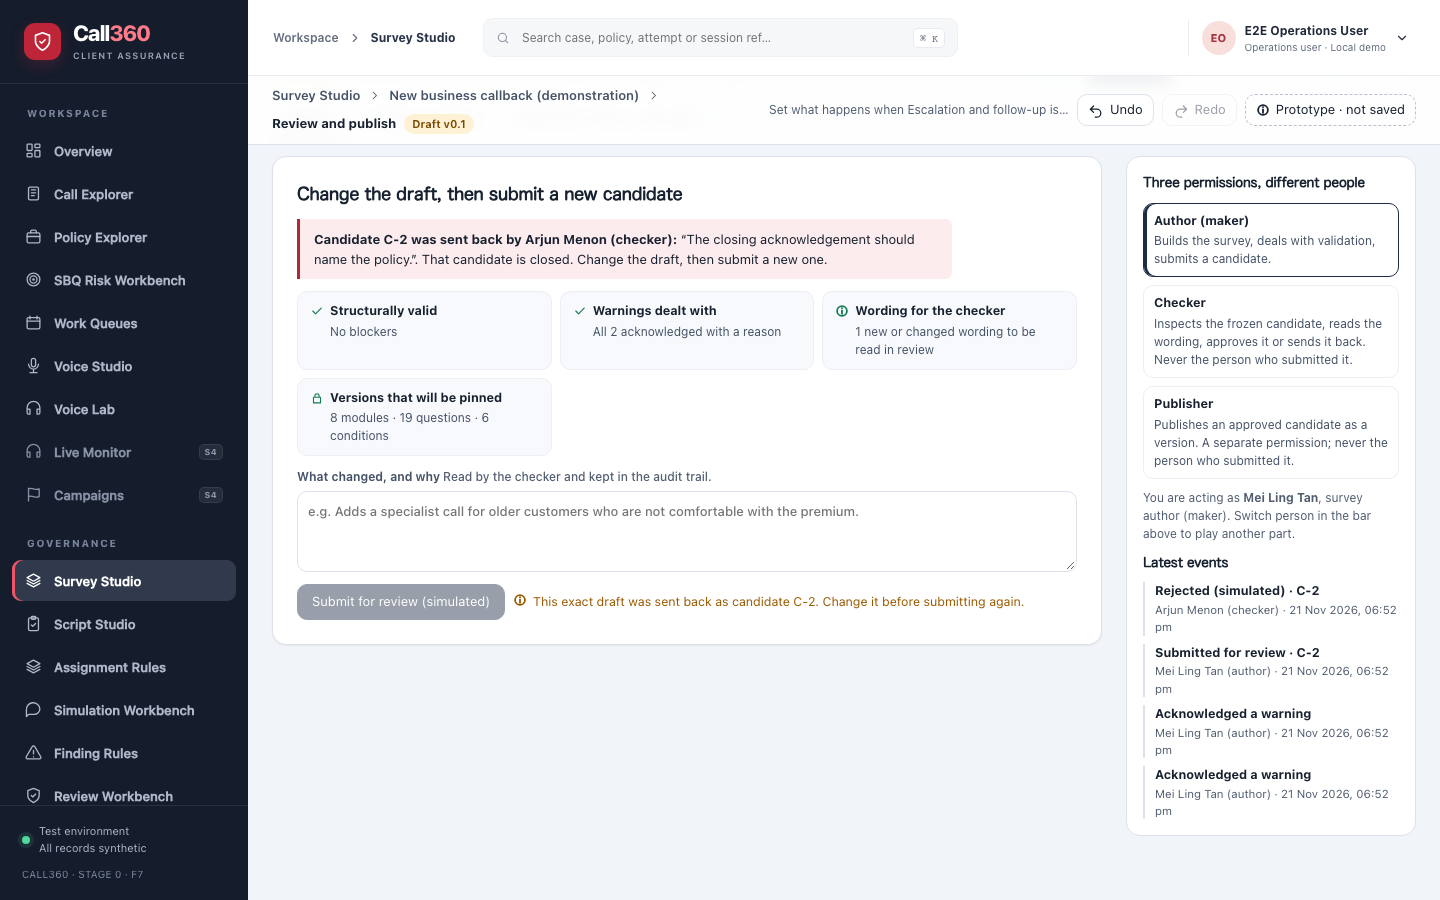 Call360
CLIENT ASSURANCE
WORKSPACE
Overview
Call Explorer
Policy Explorer
SBQ Risk Workbench
Work Queues
Voice Studio
Voice Lab
Live Monitor S4
Campaigns S4
GOVERNANCE
Survey Studio
Script Studio
Assignment Rules
Simulation Workbench
Finding Rules
Review Workbench
Test environment
All records synthetic
CALL360 · STAGE 0 · F7
Workspace > Survey Studio
Search case, policy, attempt or session ref... ⌘ K
EO
E2E Operations User
Operations user · Local demo
Survey Studio > New business callback (demonstration) >
Review and publish Draft v0.1
Set what happens when Escalation and follow-up is...
Undo
Redo
Prototype · not saved
Change the draft, then submit a new candidate
Candidate C-2 was sent back by Arjun Menon (checker): “The closing acknowledgement should
name the policy.”. That candidate is closed. Change the draft, then submit a new one.
Structurally valid
No blockers
Warnings dealt with
All 2 acknowledged with a reason
Wording for the checker
1 new or changed wording to be
read in review
Versions that will be pinned
8 modules · 19 questions · 6
conditions
What changed, and why Read by the checker and kept in the audit trail.
e.g. Adds a specialist call for older customers who are not comfortable with the premium.
Submit for review (simulated)
This exact draft was sent back as candidate C-2. Change it before submitting again.
Three permissions, different people
Author (maker)
Builds the survey, deals with validation,
submits a candidate.
Checker
Inspects the frozen candidate, reads the
wording, approves it or sends it back.
Never the person who submitted it.
Publisher
Publishes an approved candidate as a
version. A separate permission; never the
person who submitted it.
You are acting as Mei Ling Tan, survey
author (maker). Switch person in the bar
above to play another part.
Latest events
Rejected (simulated) · C-2
Arjun Menon (checker) · 21 Nov 2026, 06:52
pm
Submitted for review · C-2
Mei Ling Tan (author) · 21 Nov 2026, 06:52
pm
Acknowledged a warning
Mei Ling Tan (author) · 21 Nov 2026, 06:52
pm
Acknowledged a warning
Mei Ling Tan (author) · 21 Nov 2026, 06:52
pm